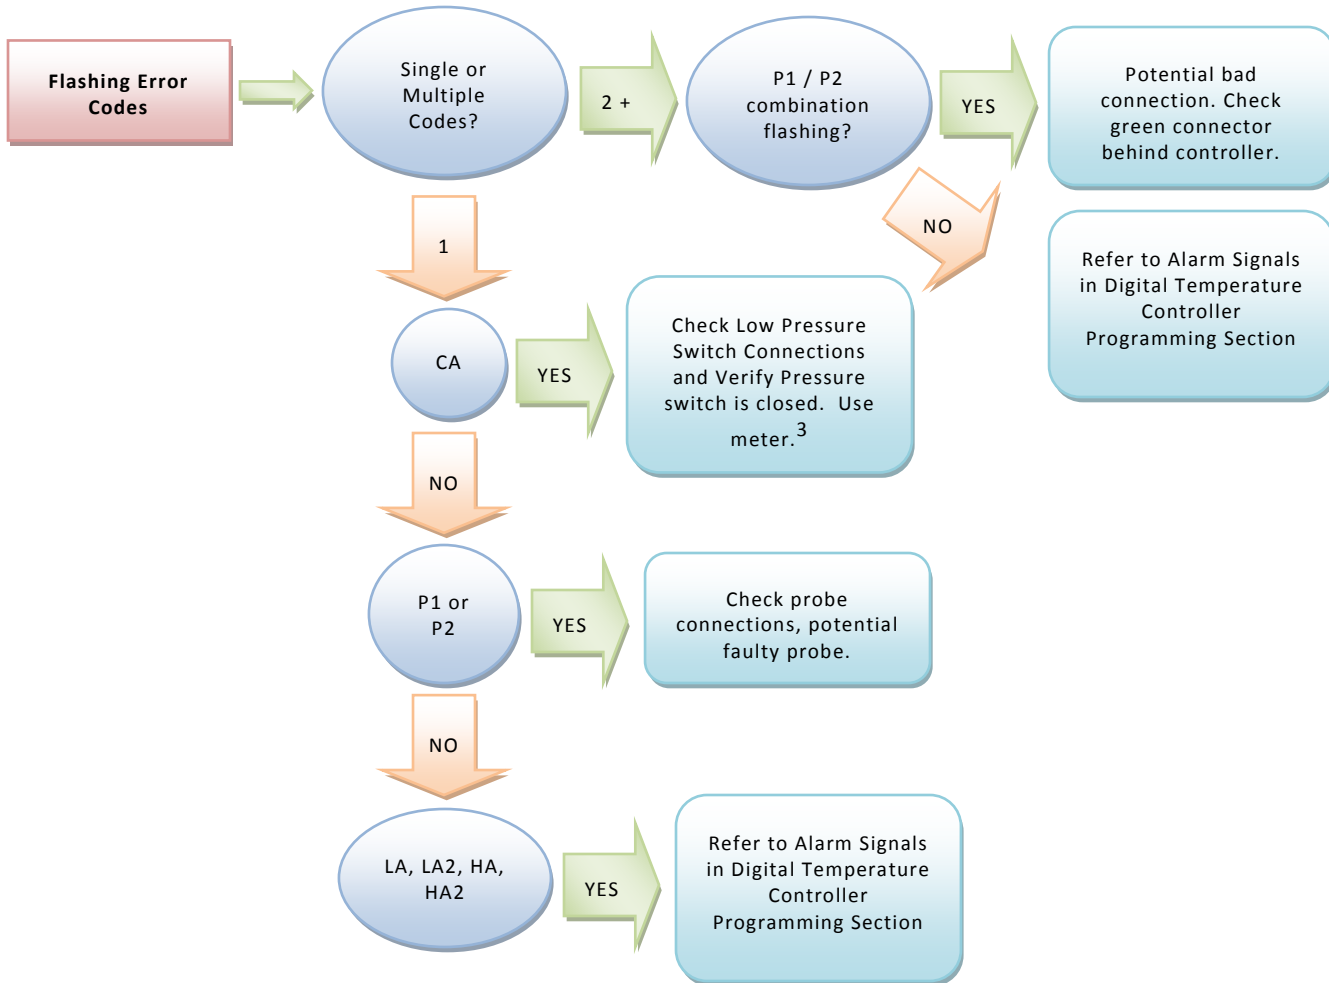 Flashing Error
Codes
Single or
Multiple
Codes?
2 +
P1 / P2
combination
flashing?
YES
Potential bad
connection. Check
green connector
behind controller.
NO
Refer to Alarm Signals
in Digital Temperature
Controller
Programming Section
1
CA
YES
Check Low Pressure
Switch Connections
and Verify Pressure
switch is closed.  Use
meter.3
NO
P1 or
P2
YES
Check probe
connections, potential
faulty probe.
NO
LA, LA2, HA,
HA2
YES
Refer to Alarm Signals
in Digital Temperature
Controller
Programming Section